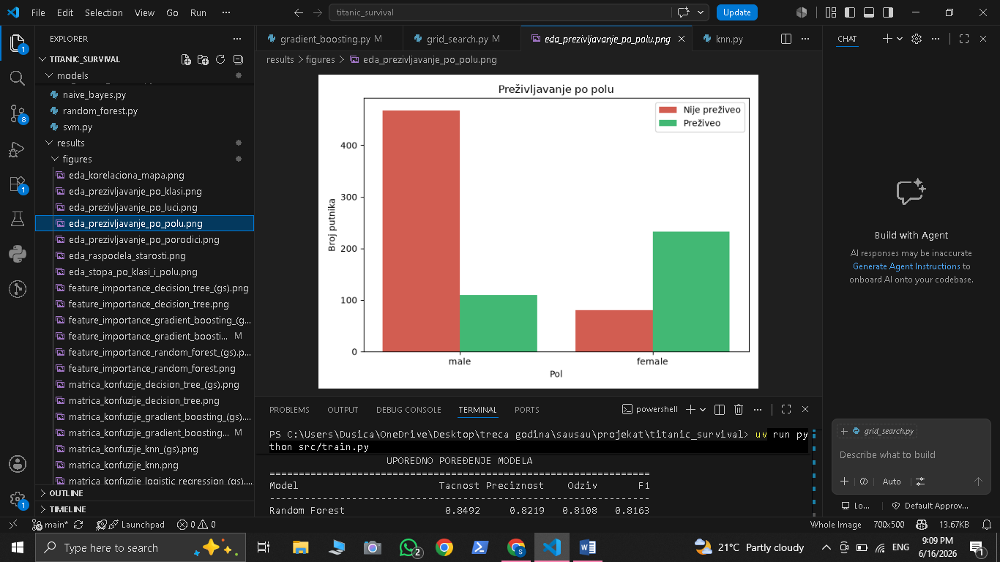 File Edit Selection View Go Run ···
titanic_survival
Update
EXPLORER
TITANIC_SURVIVAL
models
naive_bayes.py
random_forest.py
svm.py
results
figures
eda_korelaciona_mapa.png
eda_prezivljavanje_po_klasi.png
eda_prezivljavanje_po_luci.png
eda_prezivljavanje_po_polu.png
eda_prezivljavanje_po_porodici.png
eda_raspodela_starosti.png
eda_stopa_po_klasi_i_polu.png
feature_importance_decision_tree_(gs).png
feature_importance_decision_tree.png
feature_importance_gradient_boosting_(g...
feature_importance_gradient_boosti... M
feature_importance_random_forest_(gs).p...
feature_importance_random_forest.png
matrica_konfuzije_decision_tree_(gs).png
matrica_konfuzije_decision_tree.png
matrica_konfuzije_gradient_boosting_(gs)....
matrica_konfuzije_gradient_boosting... M
matrica_konfuzije_knn_(gs).png
matrica_konfuzije_knn.png
matrica_konfuzije_logistic_regression_(gs)....
OUTLINE
TIMELINE
1
8
1
1
gradient_boosting.py M
grid_search.py M
eda_prezivljavanje_po_polu.png
knn.py
results > figures > eda_prezivljavanje_po_polu.png
Preživljavanje po polu
Nije preživeo
Preživeo
Broj putnika
400
300
200
100
0
male female
Pol
PROBLEMS OUTPUT DEBUG CONSOLE TERMINAL PORTS
powershell
PS C:\Users\Dusica\OneDrive\Desktop\treca godina\sausau\projekat\titanic_survival> uv run py
thon src/train.py
UPOREDNO POREĐENJE MODELA
================================================================
Model Tacnost Preciznost Odziv F1
----------------------------------------------------------------
Random Forest 0.8492 0.8219 0.8108 0.8163
CHAT
Build with Agent
AI responses may be inaccurate
Generate Agent Instructions to
onboard AI onto your codebase.
grid_search.py
Describe what to build
Auto
Lo...
Default Approv...
main* Launchpad 0 0
Whole Image 700x500 13.67KB
Type here to search
2
21°C Partly cloudy
ENG
9:09 PM
6/16/2026
1